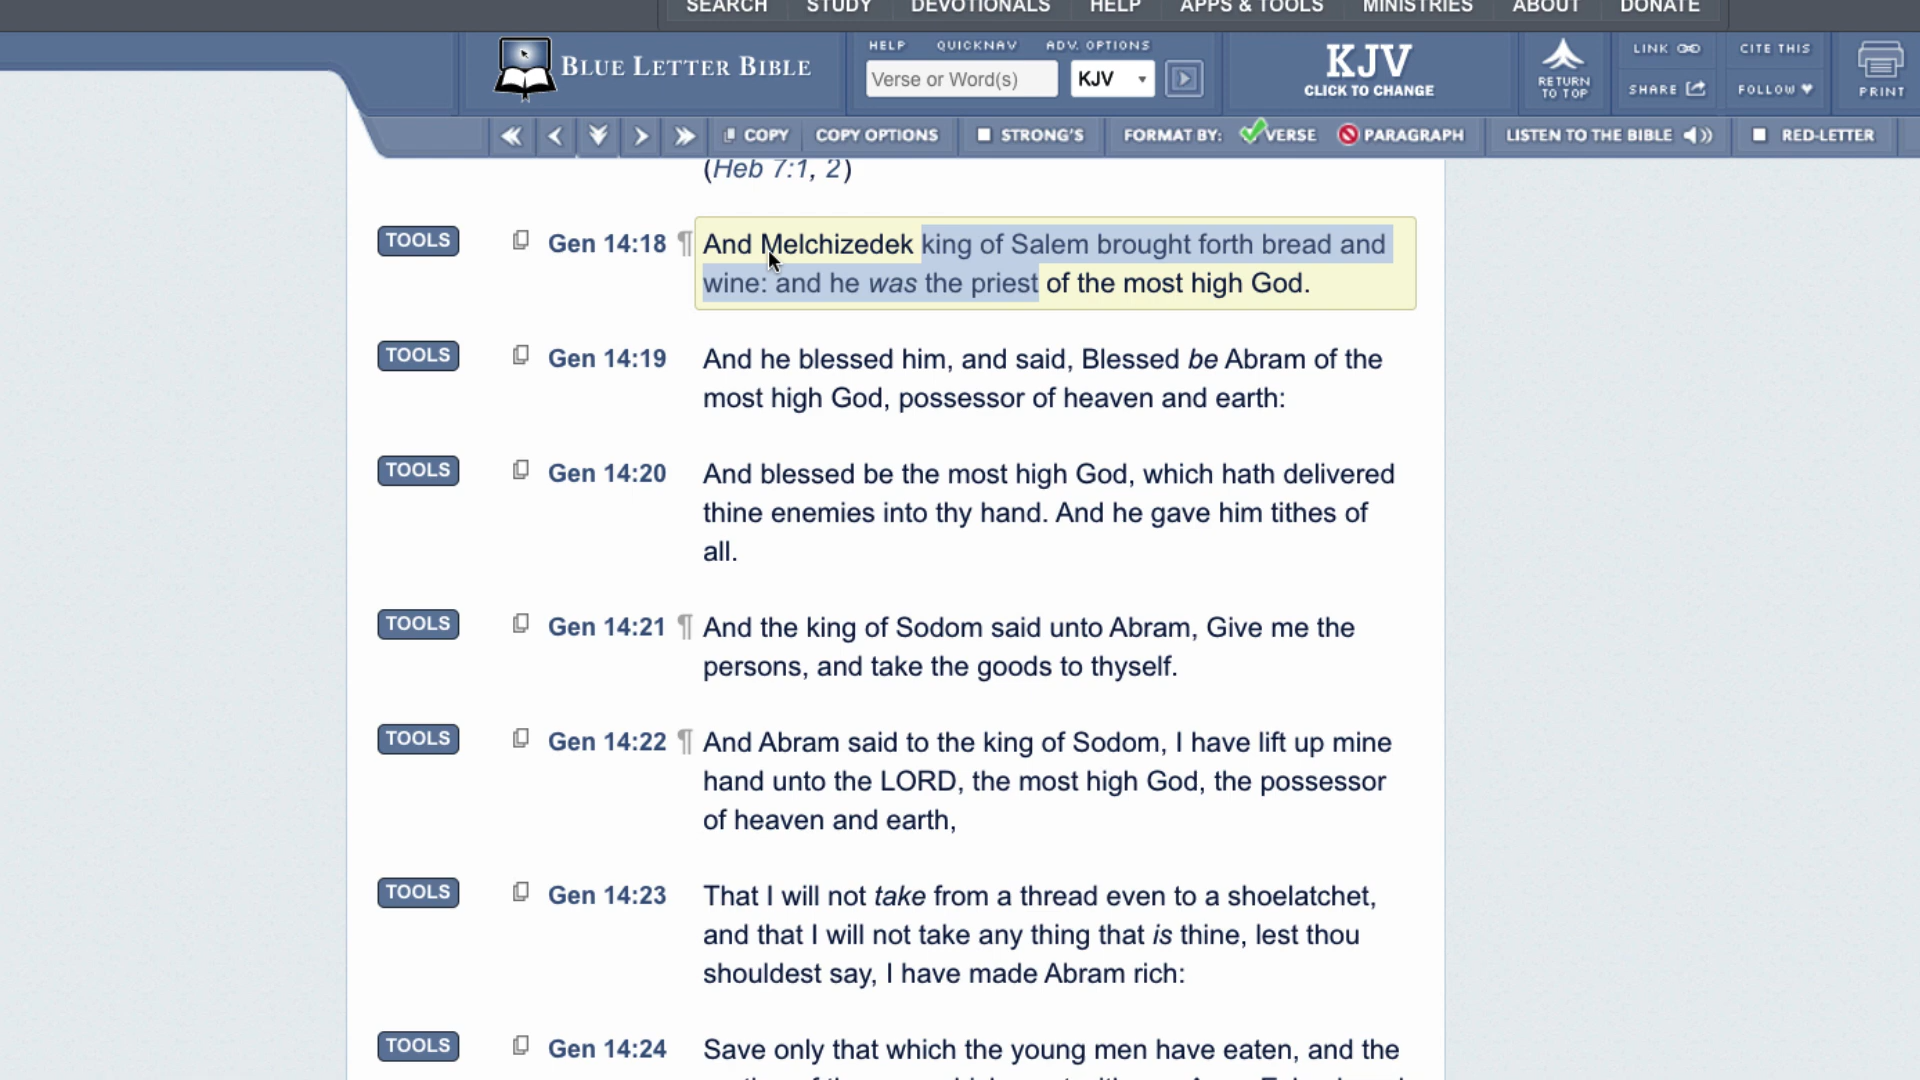 SEARCH STUDY DEVOTIONALS HELP APPS & TOOLS MINISTRIES ABOUT DONATE
BLUE LETTER BIBLE
HELP QUICKNAV ADV. OPTIONS
Verse or Word(s) KJV
KJV
CLICK TO CHANGE
RETURN
TO TOP
LINK
SHARE
CITE THIS
FOLLOW
PRINT
COPY COPY OPTIONS STRONG'S FORMAT BY: VERSE PARAGRAPH LISTEN TO THE BIBLE RED-LETTER
(Heb 7:1, 2)
TOOLS Gen 14:18 ¶ And Melchizedek king of Salem brought forth bread and
wine: and he was the priest of the most high God.
TOOLS Gen 14:19 And he blessed him, and said, Blessed be Abram of the
most high God, possessor of heaven and earth:
TOOLS Gen 14:20 And blessed be the most high God, which hath delivered
thine enemies into thy hand. And he gave him tithes of
all.
TOOLS Gen 14:21 ¶ And the king of Sodom said unto Abram, Give me the
persons, and take the goods to thyself.
TOOLS Gen 14:22 ¶ And Abram said to the king of Sodom, I have lift up mine
hand unto the LORD, the most high God, the possessor
of heaven and earth,
TOOLS Gen 14:23 That I will not take from a thread even to a shoelatchet,
and that I will not take any thing that is thine, lest thou
shouldest say, I have made Abram rich:
TOOLS Gen 14:24 Save only that which the young men have eaten, and the